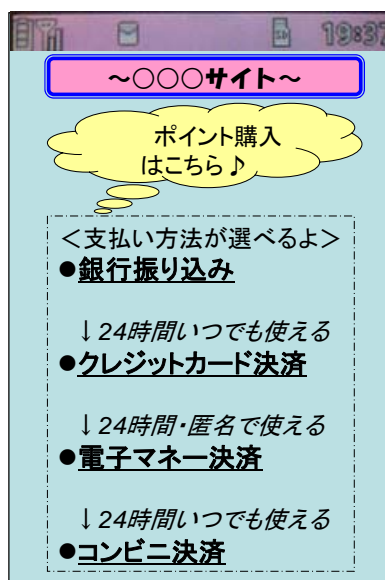 19:37
～○○○サイト～
ポイント購入
はこちら♪
＜支払い方法が選べるよ＞
●銀行振り込み
↓24時間いつでも使える
●クレジットカード決済
↓24時間・匿名で使える
●電子マネー決済
↓24時間いつでも使える
●コンビニ決済